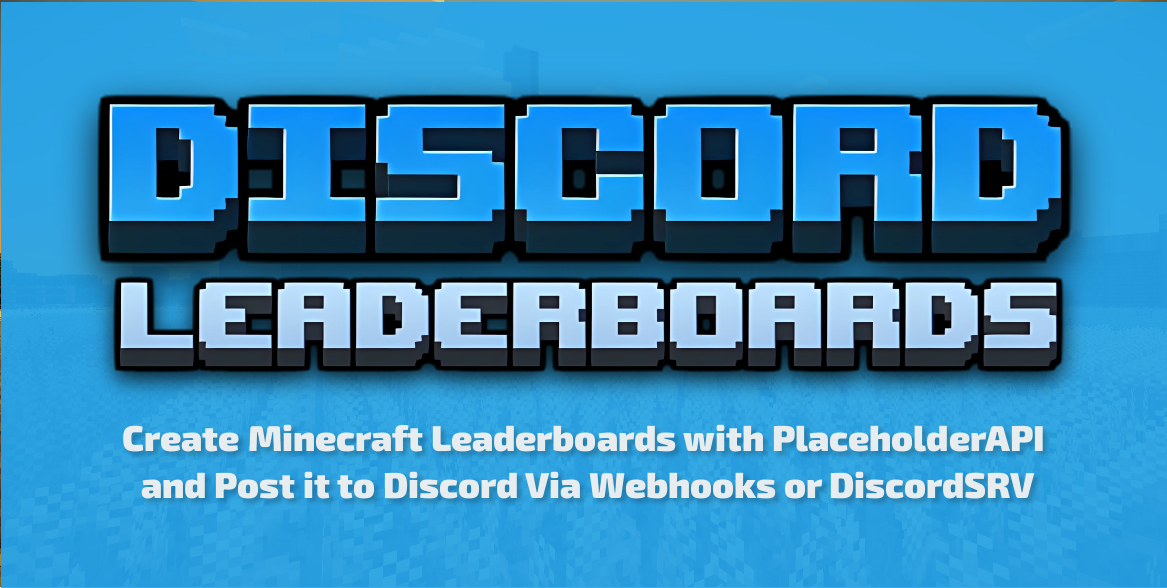 DISCORD
LEADERBOARDS
Create Minecraft Leaderboards with PlaceholderAPI
and Post it to Discord Via Webhooks or DiscordSRV